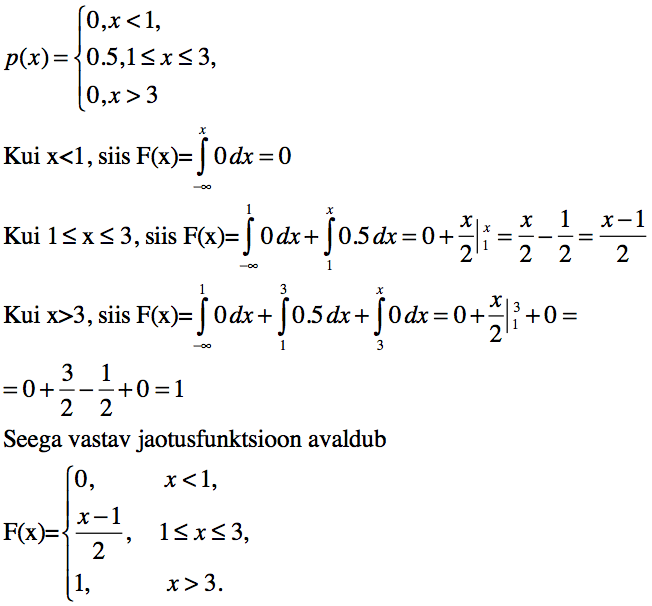 p(x) = { 0, x < 1,
0.5, 1 ≤ x ≤ 3,
0, x > 3
Kui x<1, siis F(x)= ∫_{-∞}^{x} 0 dx = 0
Kui 1 ≤ x ≤ 3, siis F(x)= ∫_{-∞}^{1} 0 dx + ∫_{1}^{x} 0.5 dx = 0 + x/2 |_{1}^{x} = x/2 − 1/2 = (x−1)/2
Kui x>3, siis F(x)= ∫_{-∞}^{1} 0 dx + ∫_{1}^{3} 0.5 dx + ∫_{3}^{x} 0 dx = 0 + x/2 |_{1}^{3} + 0 =
= 0 + 3/2 − 1/2 + 0 = 1
Seega vastav jaotusfunktsioon avaldub
F(x)= { 0, x < 1,
(x−1)/2, 1 ≤ x ≤ 3,
1, x > 3.